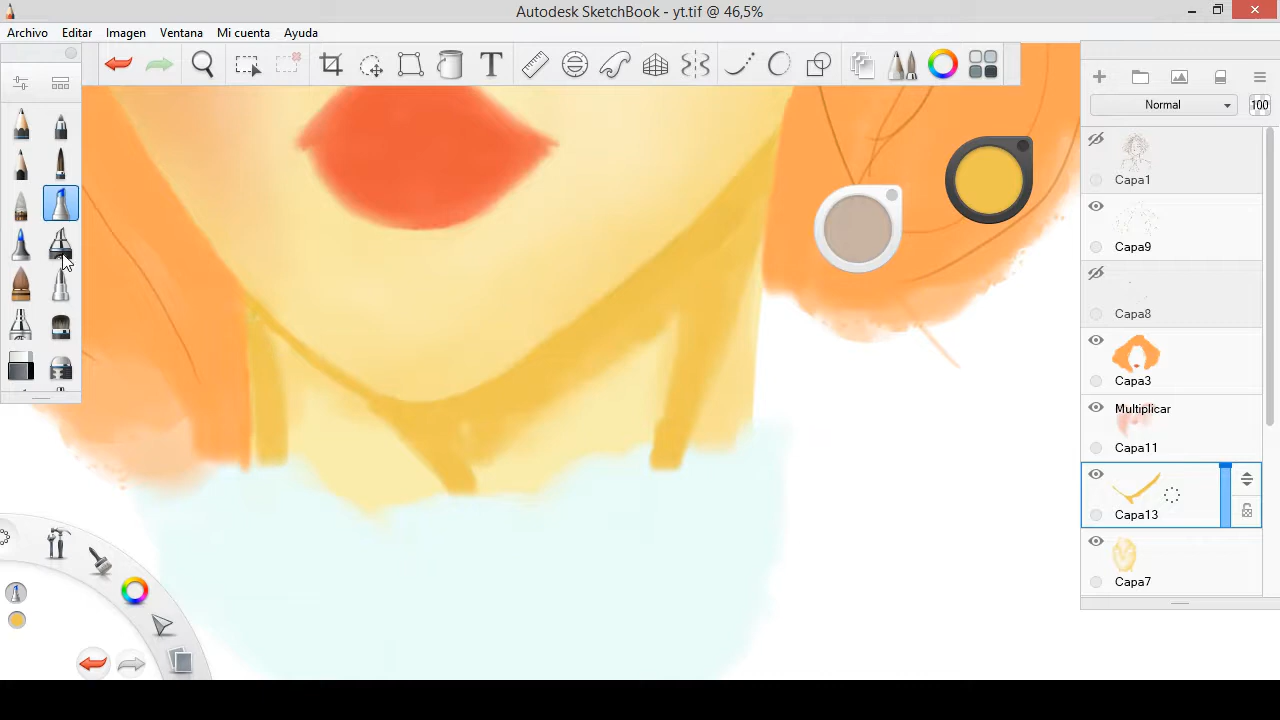 Autodesk SketchBook - yt.tif @ 46,5%
Archivo Editar Imagen Ventana Mi cuenta Ayuda
T
Normal 100
Capa1
Capa9
Capa8
Capa3
Multiplicar
Capa11
Capa13
Capa7